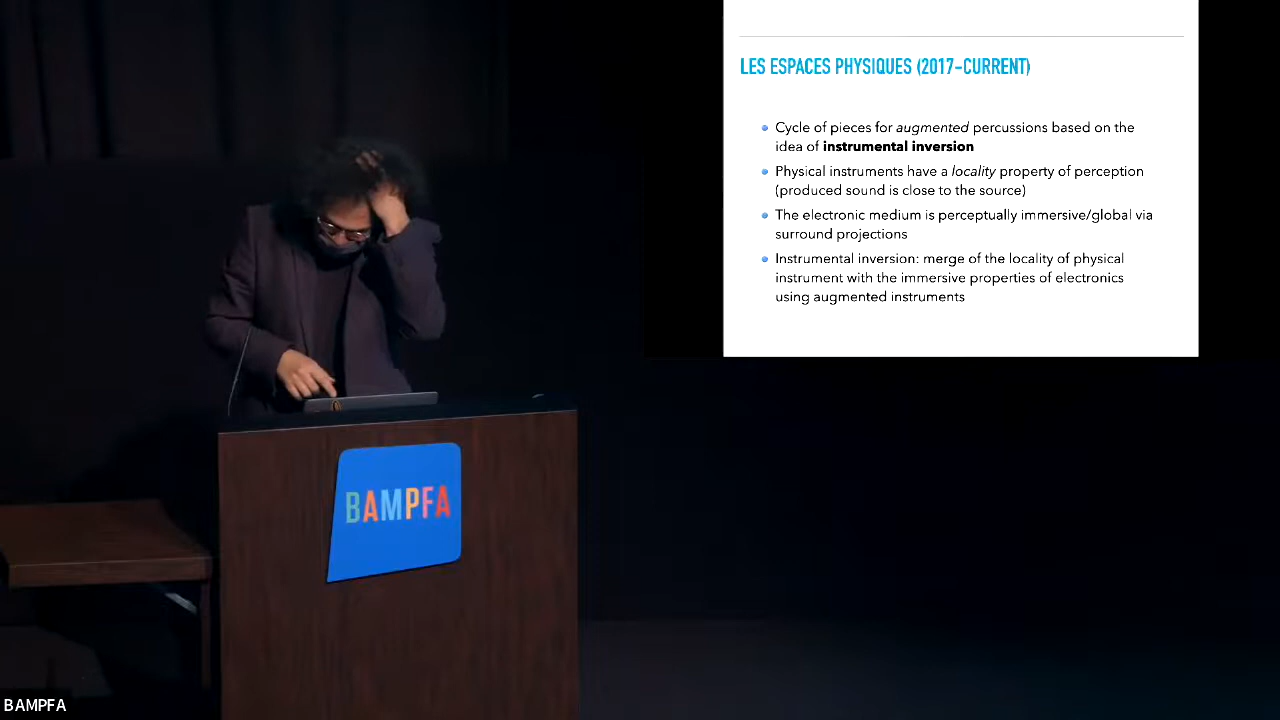 LES ESPACES PHYSIQUES (2017–CURRENT)
Cycle of pieces for augmented percussions based on the
idea of instrumental inversion
Physical instruments have a locality property of perception
(produced sound is close to the source)
The electronic medium is perceptually immersive/global via
surround projections
Instrumental inversion: merge of the locality of physical
instrument with the immersive properties of electronics
using augmented instruments
BAMPFA
BAMPFA